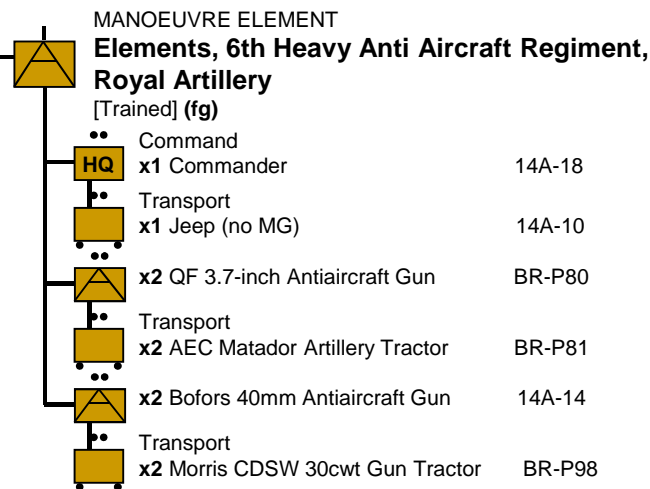 MANOEUVRE ELEMENT
Elements, 6th Heavy Anti Aircraft Regiment,
Royal Artillery
[Trained] (fg)
Command
HQ x1 Commander 14A-18
Transport
x1 Jeep (no MG) 14A-10
x2 QF 3.7-inch Antiaircraft Gun BR-P80
Transport
x2 AEC Matador Artillery Tractor BR-P81
x2 Bofors 40mm Antiaircraft Gun 14A-14
Transport
x2 Morris CDSW 30cwt Gun Tractor BR-P98